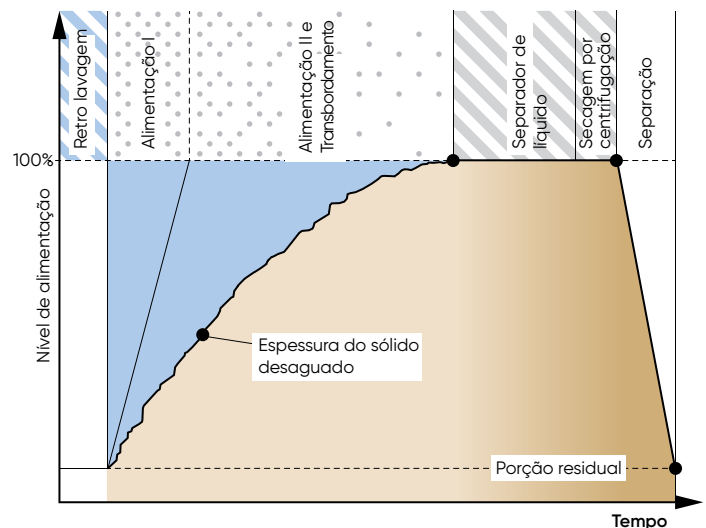 Retro lavagem
Alimentação I
Alimentação II e
Transbordamento
Separador de
líquido
Secagem por
centrifugação
Separação
100%
Nível de alimentação
Espessura do sólido
desaguado
Porção residual
Tempo